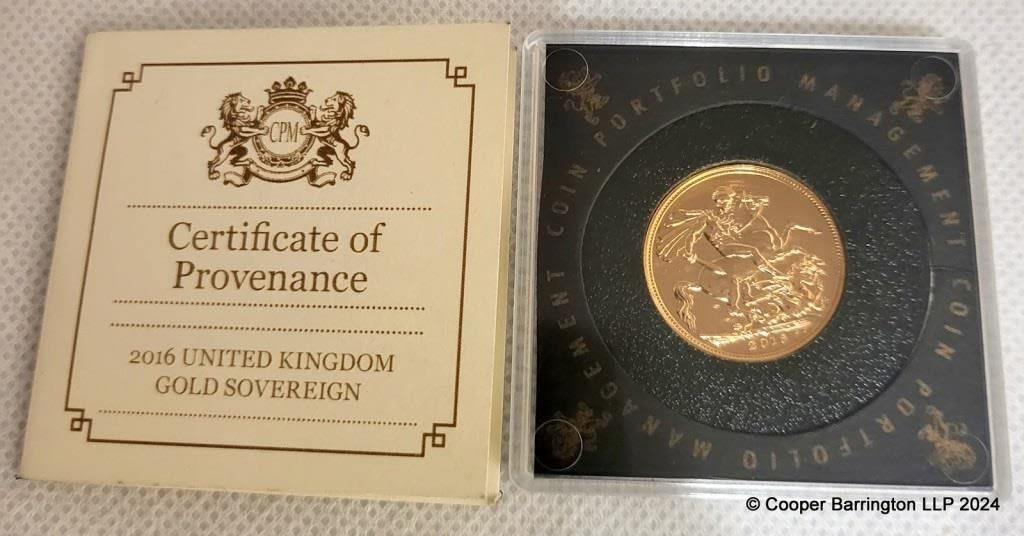 CPM
Certificate of
Provenance
2016 UNITED KINGDOM
GOLD SOVEREIGN
COIN PORTFOLIO MANAGEMENT COIN PORTFOLIO MANAGEMENT
2016
© Cooper Barrington LLP 2024